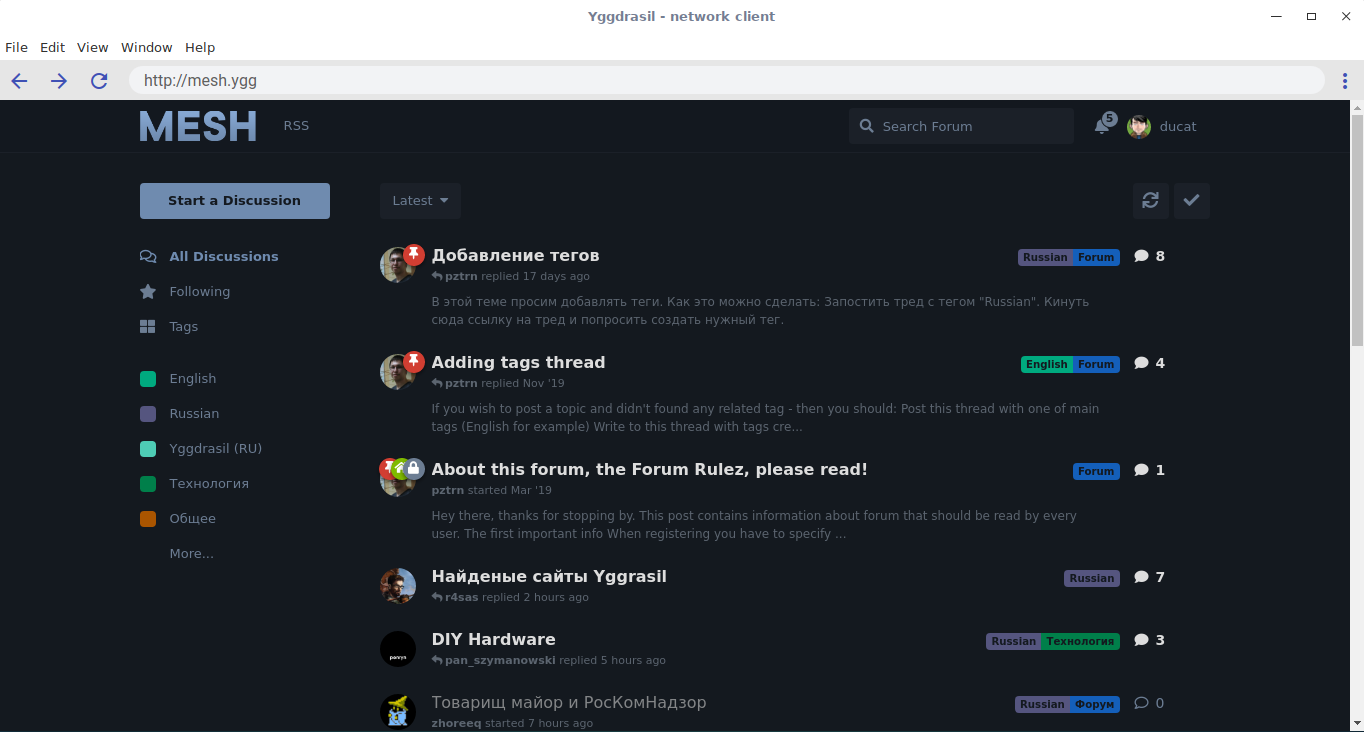 Yggdrasil - network client
File Edit View Window Help
http://mesh.ygg
MESH RSS Search Forum 5 ducat
Start a Discussion
Latest
All Discussions
Following
Tags
English
Russian
Yggdrasil (RU)
Технология
Общее
More...
Добавление тегов Russian Forum 8
pztrn replied 17 days ago
В этой теме просим добавлять теги. Как это можно сделать: Запостить тред с тегом "Russian". Кинуть
сюда ссылку на тред и попросить создать нужный тег.
Adding tags thread English Forum 4
pztrn replied Nov '19
If you wish to post a topic and didn't found any related tag - then you should: Post this thread with one of main
tags (English for example) Write to this thread with tags cre...
About this forum, the Forum Rulez, please read! Forum 1
pztrn started Mar '19
Hey there, thanks for stopping by. This post contains information about forum that should be read by every
user. The first important info When registering you have to specify ...
Найденые сайты Yggrasil Russian 7
r4sas replied 2 hours ago
DIY Hardware Russian Технология 3
pan_szymanowski replied 5 hours ago
Товарищ майор и РосКомНадзор Russian Форум 0
zhoreeq started 7 hours ago